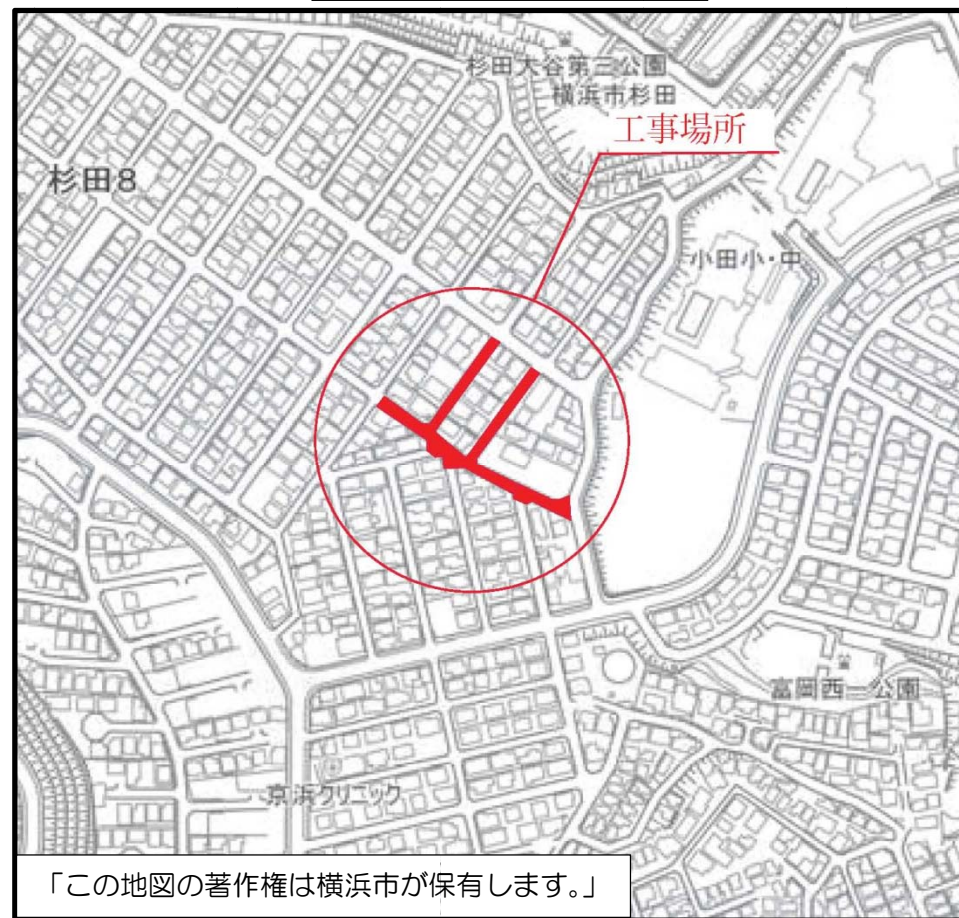 杉田大谷第三公園
横浜市杉田
工事場所
杉田8
小田小・中
富岡西一公園
京浜クリニック
「この地図の著作権は横浜市が保有します。」